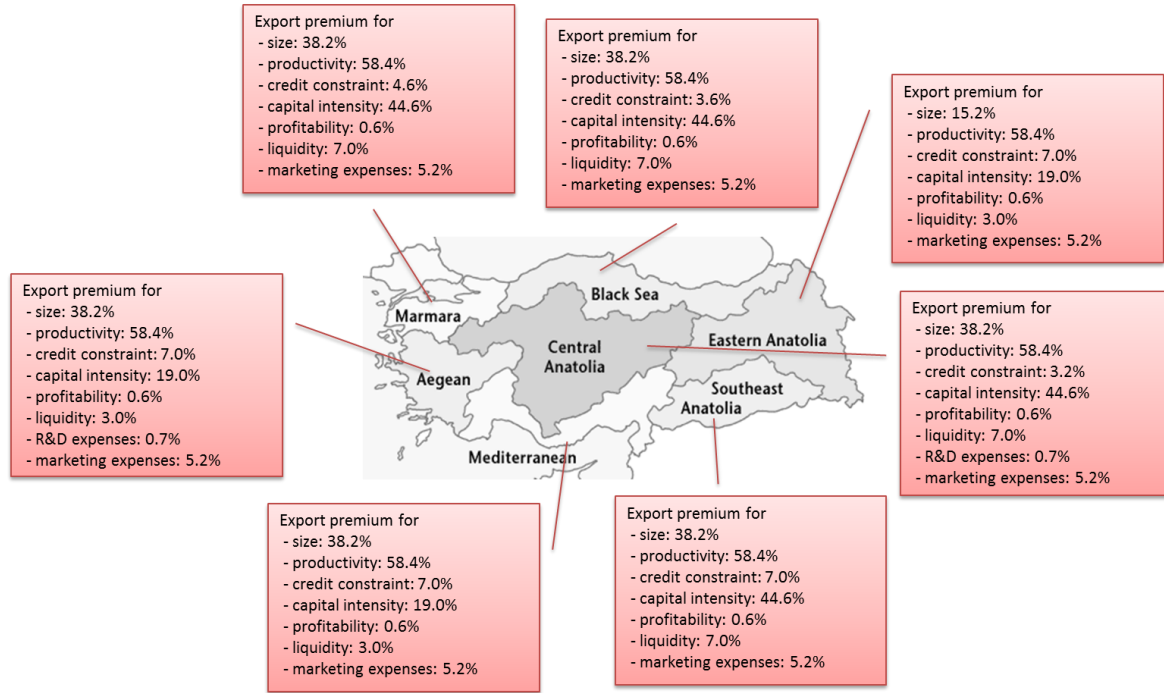 Export premium for
- size: 38.2%
- productivity: 58.4%
- credit constraint: 4.6%
- capital intensity: 44.6%
- profitability: 0.6%
- liquidity: 7.0%
- marketing expenses: 5.2%
Export premium for
- size: 38.2%
- productivity: 58.4%
- credit constraint: 3.6%
- capital intensity: 44.6%
- profitability: 0.6%
- liquidity: 7.0%
- marketing expenses: 5.2%
Export premium for
- size: 15.2%
- productivity: 58.4%
- credit constraint: 7.0%
- capital intensity: 19.0%
- profitability: 0.6%
- liquidity: 3.0%
- marketing expenses: 5.2%
Export premium for
- size: 38.2%
- productivity: 58.4%
- credit constraint: 7.0%
- capital intensity: 19.0%
- profitability: 0.6%
- liquidity: 3.0%
- R&D expenses: 0.7%
- marketing expenses: 5.2%
Black Sea
Marmara
Central
Anatolia
Eastern Anatolia
Aegean
Southeast
Anatolia
Mediterranean
Export premium for
- size: 38.2%
- productivity: 58.4%
- credit constraint: 3.2%
- capital intensity: 44.6%
- profitability: 0.6%
- liquidity: 7.0%
- R&D expenses: 0.7%
- marketing expenses: 5.2%
Export premium for
- size: 38.2%
- productivity: 58.4%
- credit constraint: 7.0%
- capital intensity: 19.0%
- profitability: 0.6%
- liquidity: 3.0%
- marketing expenses: 5.2%
Export premium for
- size: 38.2%
- productivity: 58.4%
- credit constraint: 7.0%
- capital intensity: 44.6%
- profitability: 0.6%
- liquidity: 7.0%
- marketing expenses: 5.2%